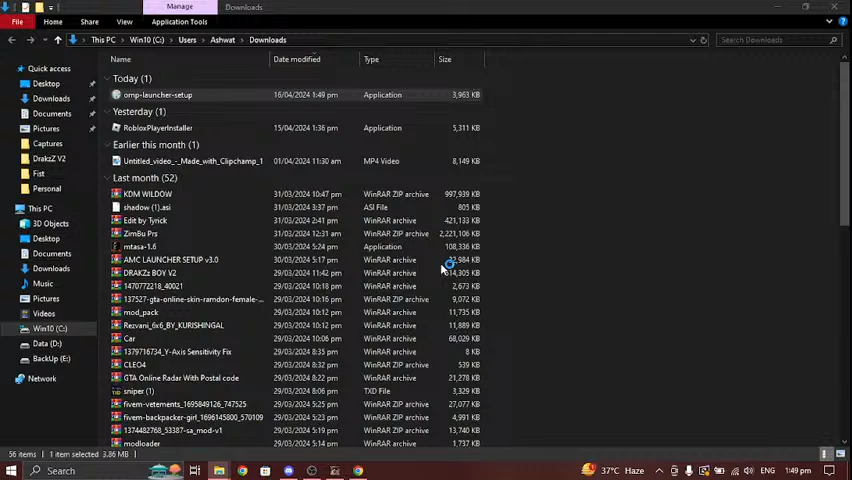 Manage
Downloads
File
Home
Share
View
Application Tools
This PC
Win10 (C:)
Users
Ashwat
Downloads
Search Downloads
Name
Date modified
Type
Size
Quick access
Desktop
Downloads
Documents
Pictures
Captures
DrakzZ V2
Fist
Personal
This PC
3D Objects
Desktop
Documents
Downloads
Music
Pictures
Videos
Win10 (C:)
Data (D:)
BackUp (E:)
Network
Today (1)
omp-launcher-setup 16/04/2024 1:49 pm Application 3,963 KB
Yesterday (1)
RobloxPlayerInstaller 15/04/2024 1:36 pm Application 5,311 KB
Earlier this month (1)
Untitled_video_-_Made_with_Clipchamp_1 01/04/2024 11:30 am MP4 Video 8,149 KB
Last month (52)
KDM WILDOW 31/03/2024 10:47 pm WinRAR ZIP archive 997,939 KB
shadow (1).asi 31/03/2024 10:19 pm ASI File 805 KB
Edit by Tyrick 31/03/2024 2:41 pm WinRAR archive 421,133 KB
ZimBu Prs 31/03/2024 12:31 am WinRAR ZIP archive 2,221,106 KB
mtasa-1.6 30/03/2024 5:24 pm Application 108,336 KB
AMC LAUNCHER SETUP v3.0 30/03/2024 5:17 pm WinRAR archive 984 KB
DRAKZz BOY V2 29/03/2024 11:42 pm WinRAR archive 14,305 KB
1470772218_40021 29/03/2024 10:18 pm WinRAR archive 2,673 KB
137527-gta-online-skin-ramdon-female-... 29/03/2024 10:16 pm WinRAR ZIP archive 9,072 KB
mod_pack 29/03/2024 10:12 pm WinRAR archive 11,735 KB
Rezvani_6x6_BY_KURISHINGAL 29/03/2024 10:09 pm WinRAR archive 11,889 KB
Car 29/03/2024 10:06 pm WinRAR archive 68,029 KB
1379716734_Y-Axis Sensitivity Fix 29/03/2024 8:35 pm WinRAR archive 8 KB
CLEO4 29/03/2024 8:22 pm WinRAR ZIP archive 539 KB
GTA Online Radar With Postal code 29/03/2024 8:22 pm WinRAR archive 21,278 KB
sniper (1) 29/03/2024 8:06 pm TXD File 3,329 KB
fivem-vetements_1695849126_747525 29/03/2024 5:25 pm WinRAR ZIP archive 27,077 KB
fivem-backpacker-girl_1696145800_570109 29/03/2024 5:23 pm WinRAR ZIP archive 4,991 KB
1374482768_53387-sa_mod-v1 29/03/2024 5:21 pm WinRAR ZIP archive 13,740 KB
modloader 29/03/2024 5:14 pm WinRAR archive 1,737 KB
56 items
1 item selected 3.86 MB
Search
37°C Haze
ENG
1:49 pm